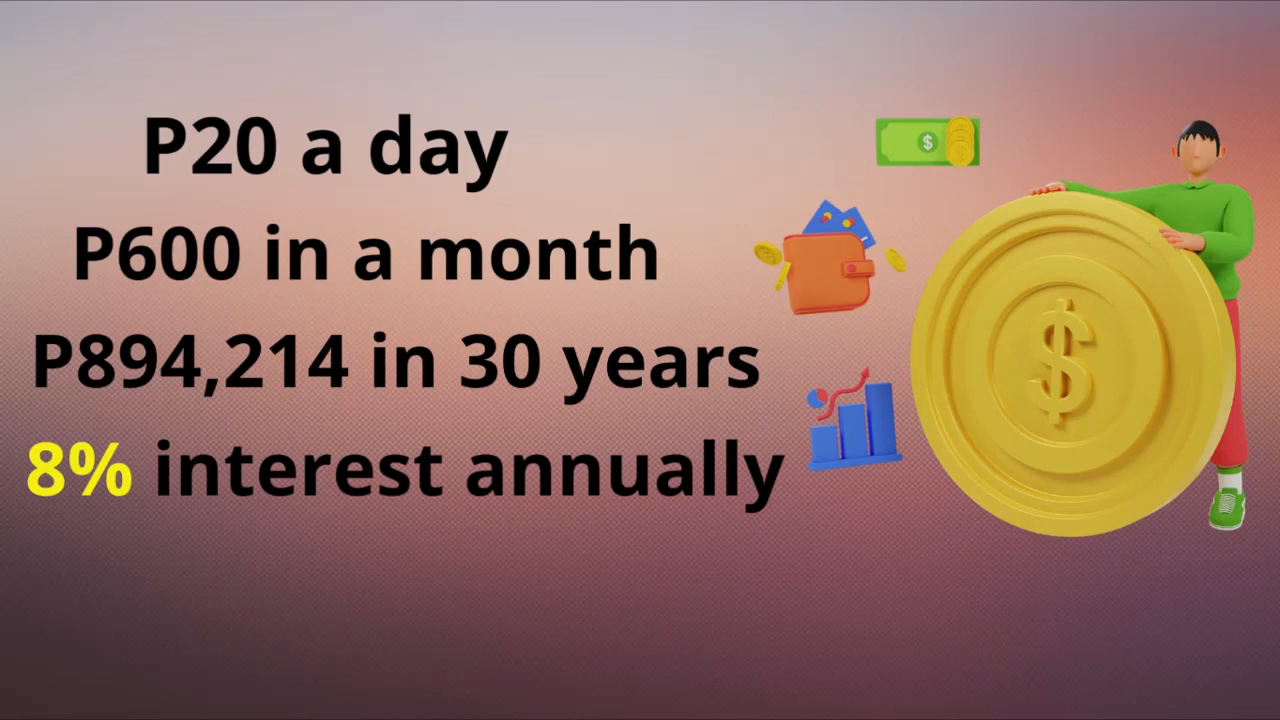 P20 a day
P600 in a month
P894,214 in 30 years
8% interest annually
$
$